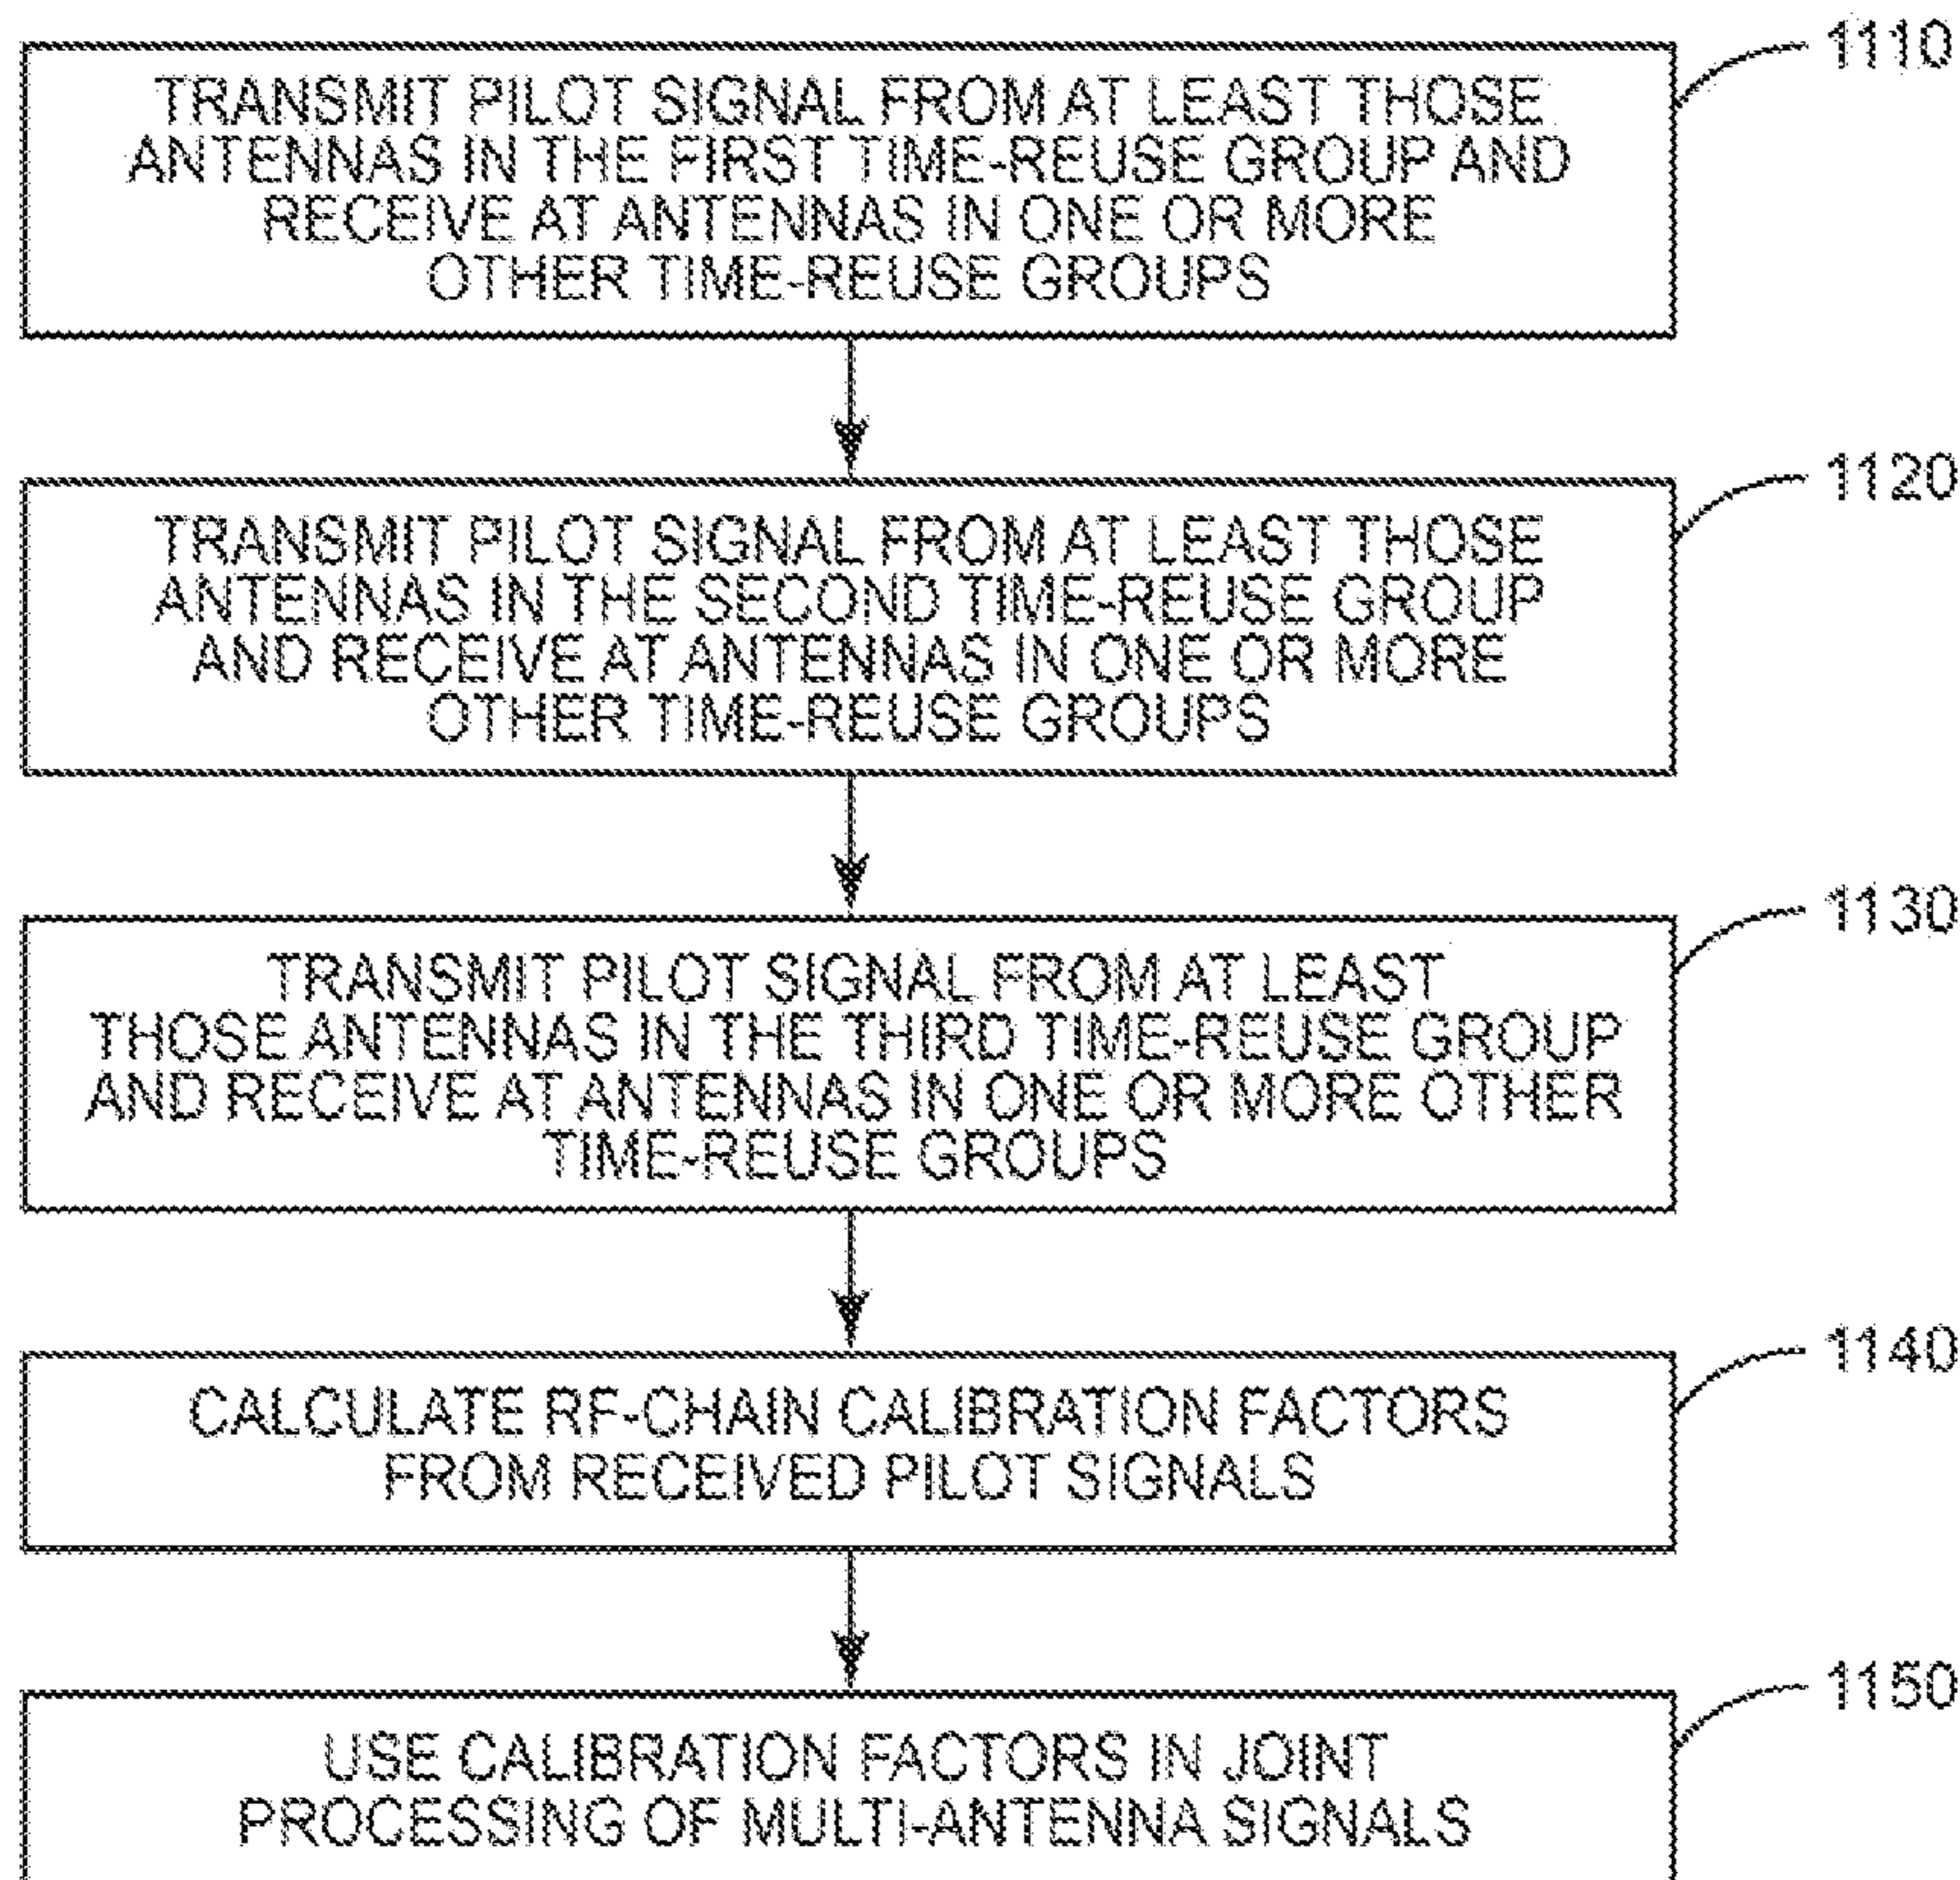 1110
TRANSMIT PILOT SIGNAL FROM AT LEAST THOSE
ANTENNAS IN THE FIRST TIME-REUSE GROUP AND
RECEIVE AT ANTENNAS IN ONE OR MORE
OTHER TIME-REUSE GROUPS
1120
TRANSMIT PILOT SIGNAL FROM AT LEAST THOSE
ANTENNAS IN THE SECOND TIME-REUSE GROUP
AND RECEIVE AT ANTENNAS IN ONE OR MORE
OTHER TIME-REUSE GROUPS
1130
TRANSMIT PILOT SIGNAL FROM AT LEAST
THOSE ANTENNAS IN THE THIRD TIME-REUSE GROUP
AND RECEIVE AT ANTENNAS IN ONE OR MORE OTHER
TIME-REUSE GROUPS
1140
CALCULATE RF-CHAIN CALIBRATION FACTORS
FROM RECEIVED PILOT SIGNALS
1150
USE CALIBRATION FACTORS IN JOINT
PROCESSING OF MULTI-ANTENNA SIGNALS